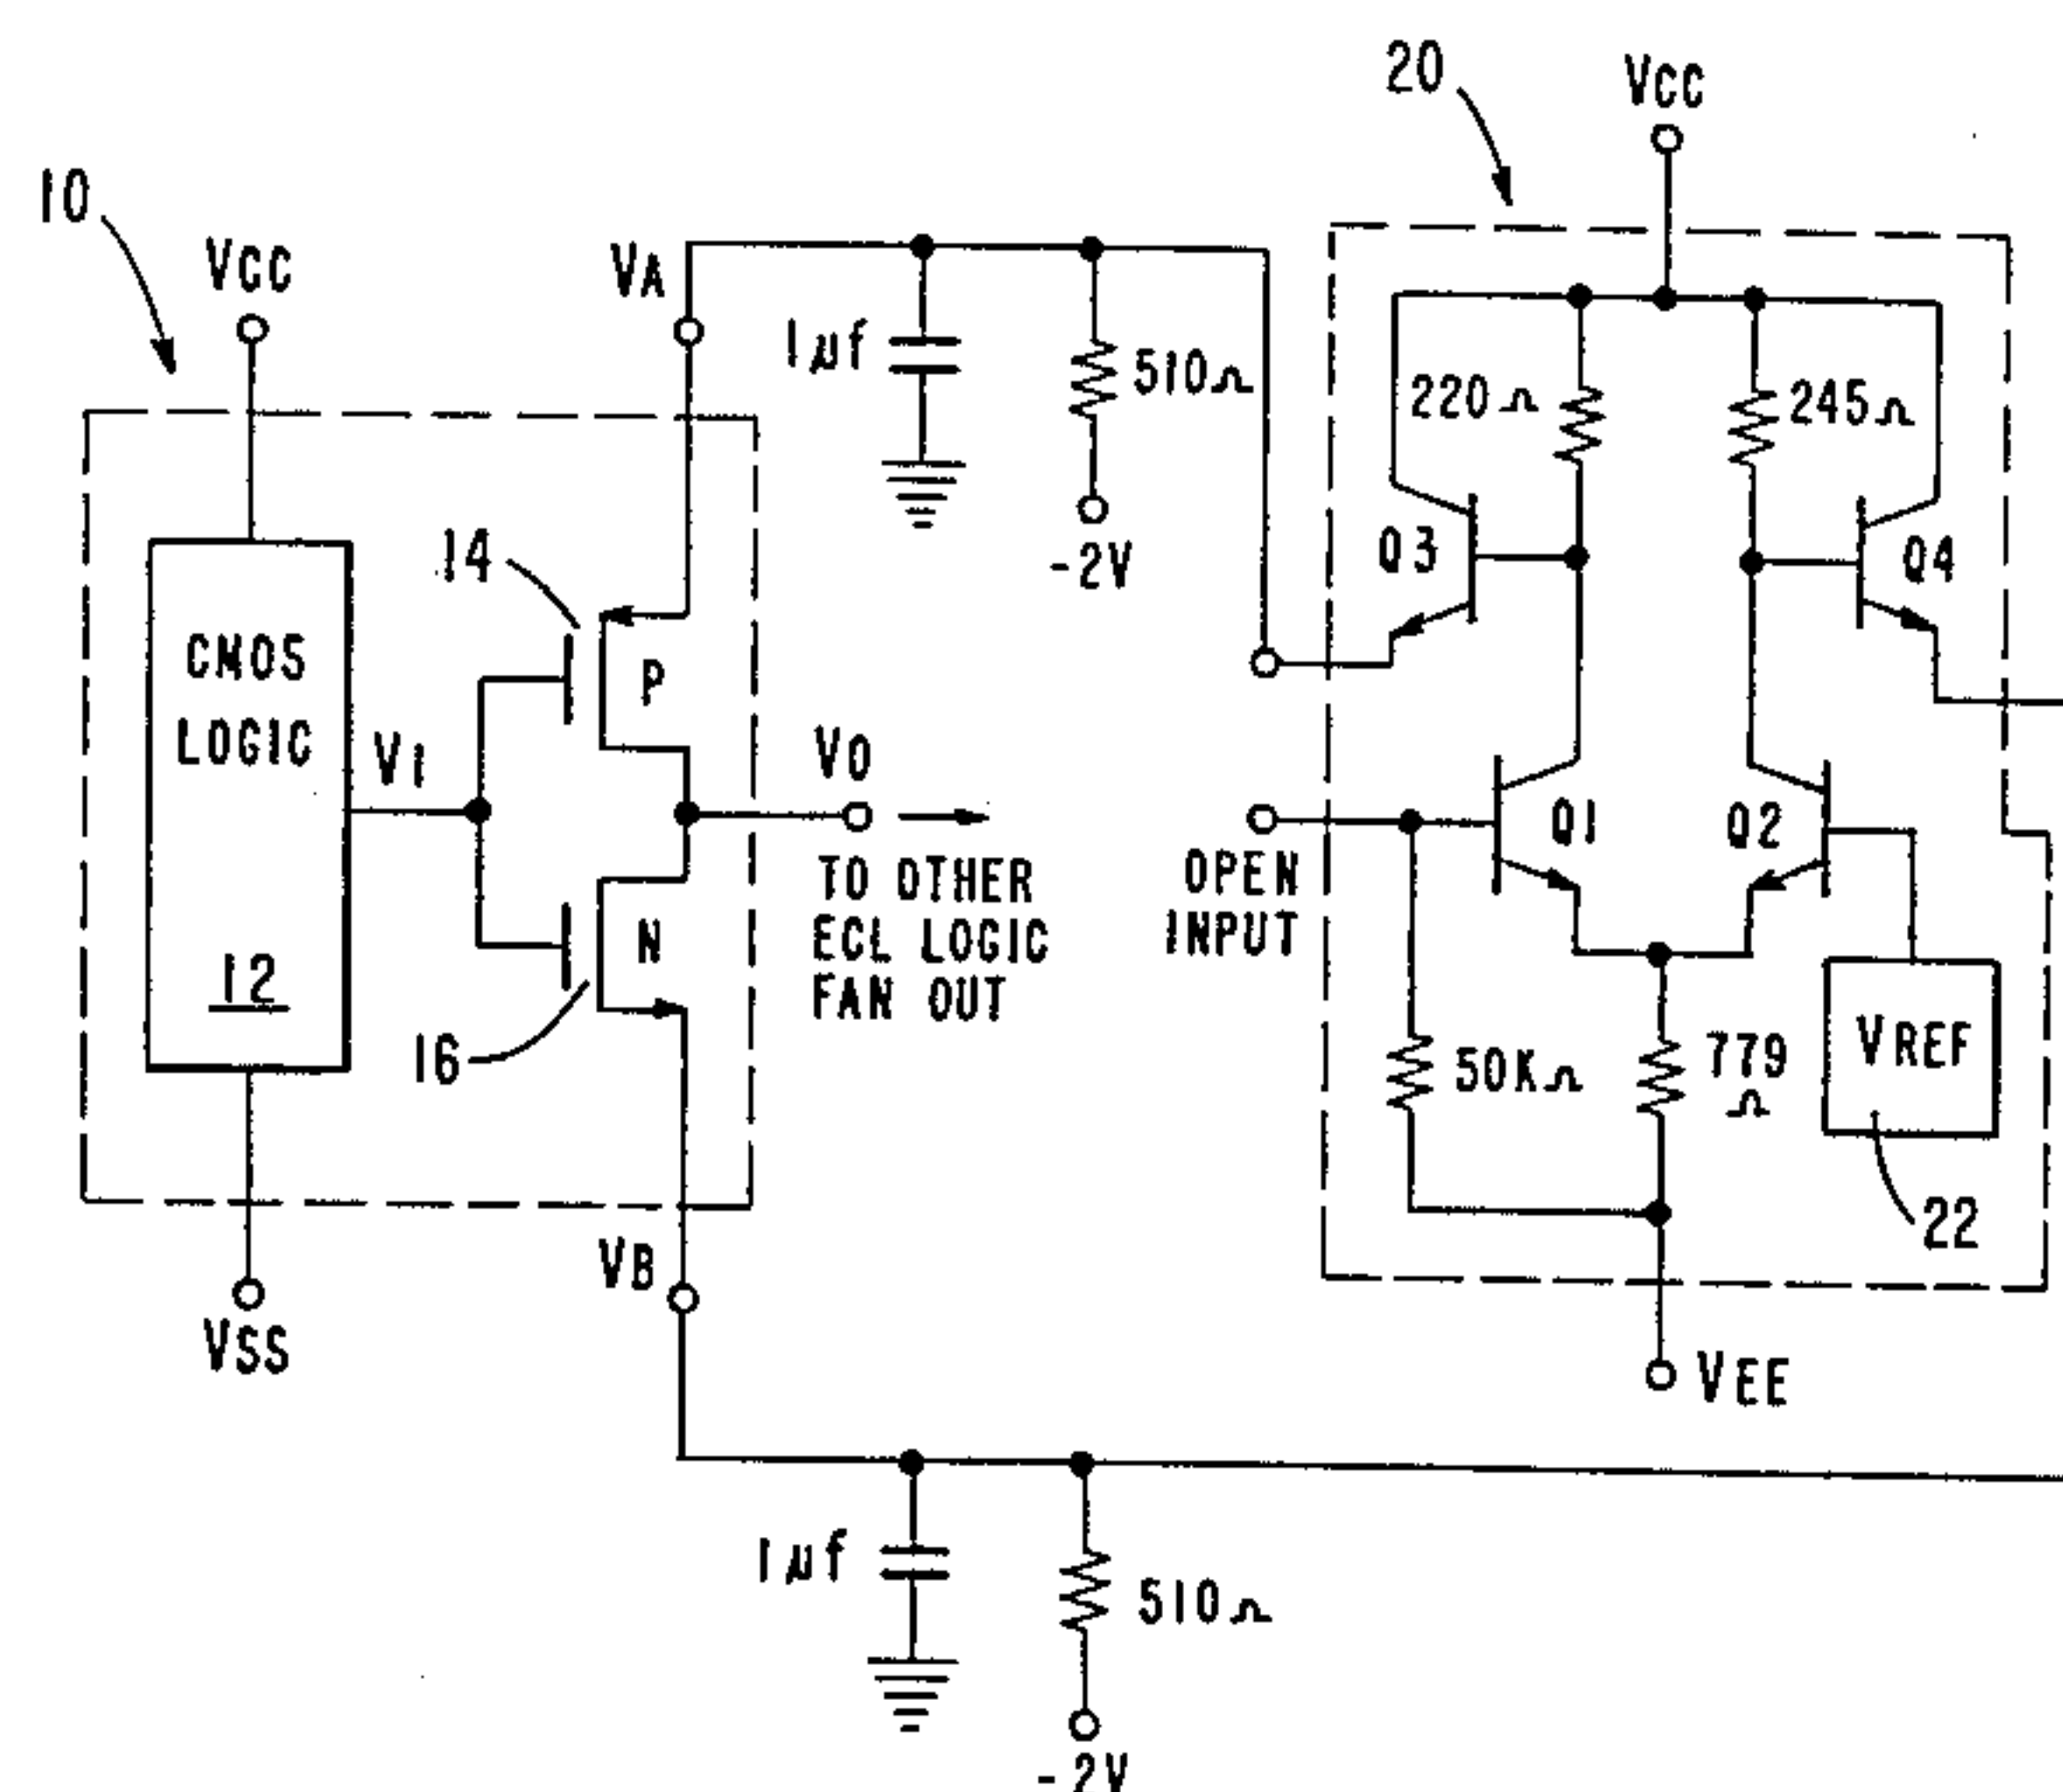 20
VCC
10
VCC
VA
1μf
510Ω
220Ω
245Ω
14
-2V
Q3
Q4
CMOS
LOGIC
P
V1
VO
Q1
Q2
TO OTHER
ECL LOGIC
FAN OUT
OPEN
INPUT
N
12
16
50KΩ
779
Ω
VREF
22
VB
VSS
VEE
1μf
510Ω
-2V